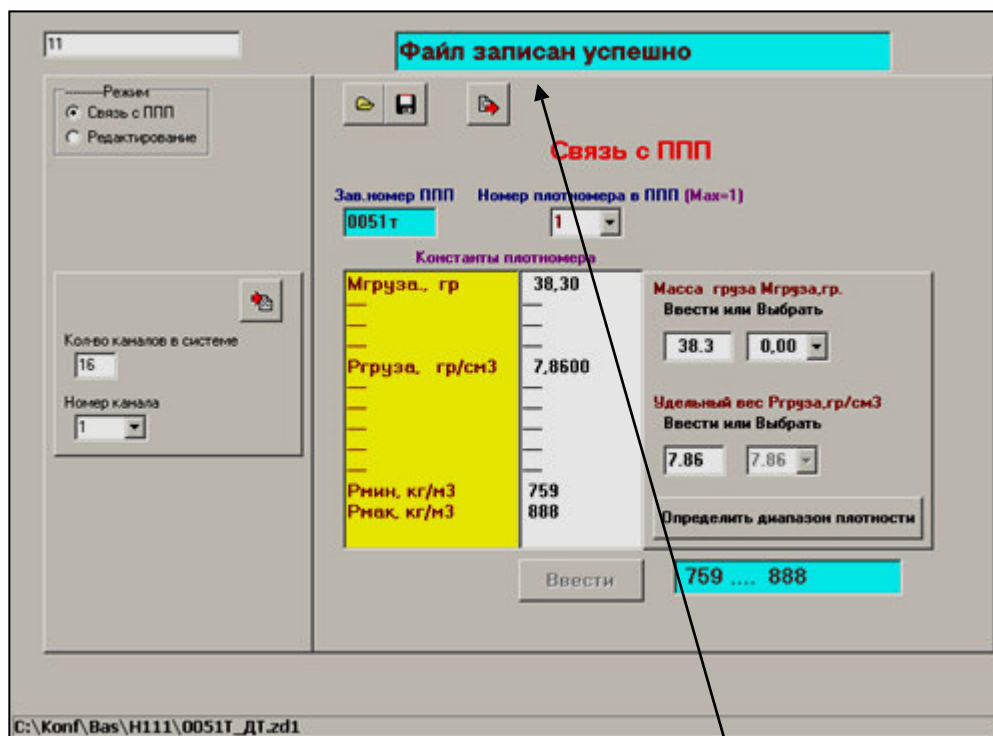 11
Файл записан успешно
Режим
Связь с ППП
Редактирование
Связь с ППП
Зав.номер ППП Номер плотномера в ППП (Max=1)
0051т 1
Константы плотномера
Мгруза., гр 38,30
Ргруза, гр/см3 7,8600
Рмин, кг/м3 759
Рмак, кг/м3 888
Масса груза Мгруза,гр.
Ввести или Выбрать
38.3 0,00
Удельный вес Ргруза,гр/см3
Ввести или Выбрать
7.86 7.86
Определить диапазон плотности
Ввести 759 .... 888
Кол-во каналов в системе
16
Номер канала
1
C:\Konf\Bas\H111\0051T_ДТ.zd1